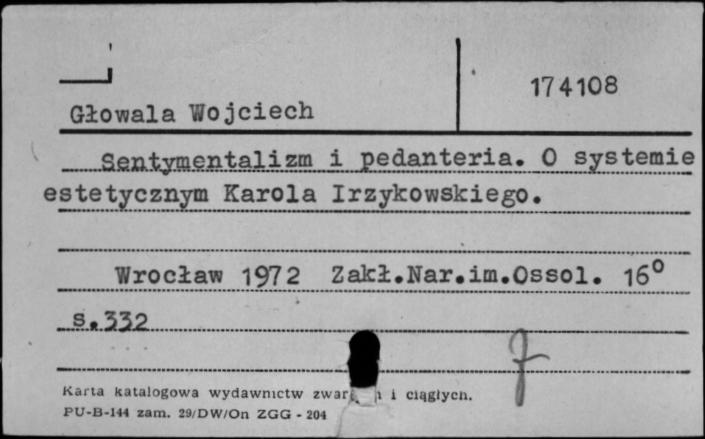 174108
Głowala Wojciech
Sentymentalizm i pedanteria. O systemie
estetycznym Karola Irzykowskiego.
Wrocław 1972 Zakł.Nar.im.Ossol. 16°
s.332
Karta katalogowa wydawnictw i ciągłych.
PU-B-144 zam. 29/DW/On ZGG - 204